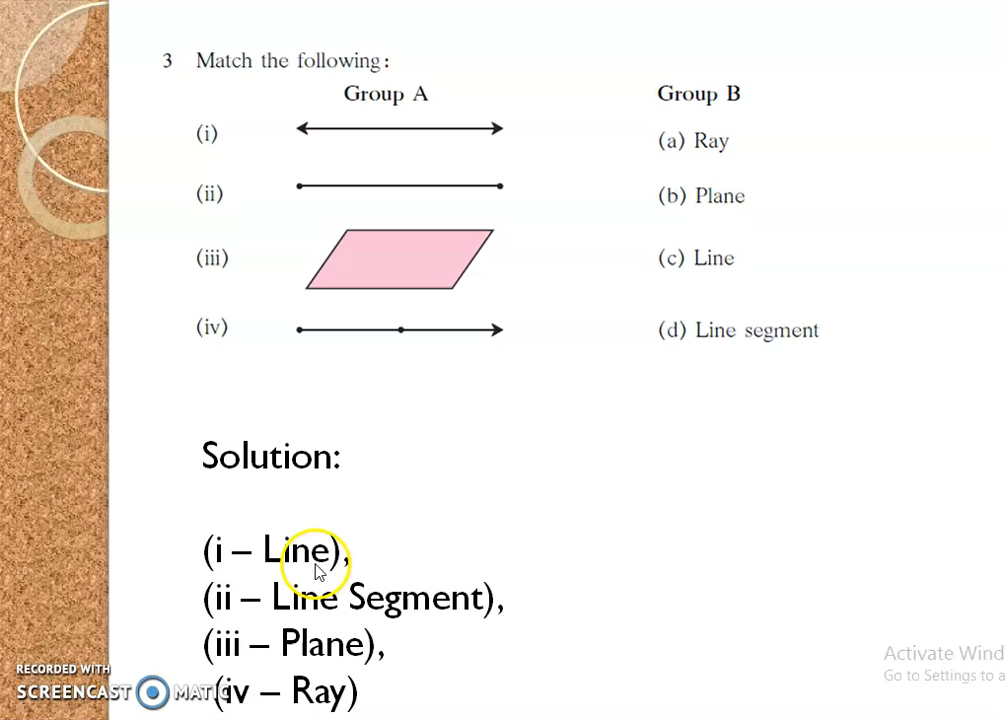 3 Match the following:
Group A Group B
(i) (a) Ray
(ii) (b) Plane
(iii) (c) Line
(iv) (d) Line segment
Solution:
(i – Line),
(ii – Line Segment),
(iii – Plane),
(iv – Ray)
Activate Wind
Go to Settings to a
RECORDED WITH
SCREENCAST MATIC